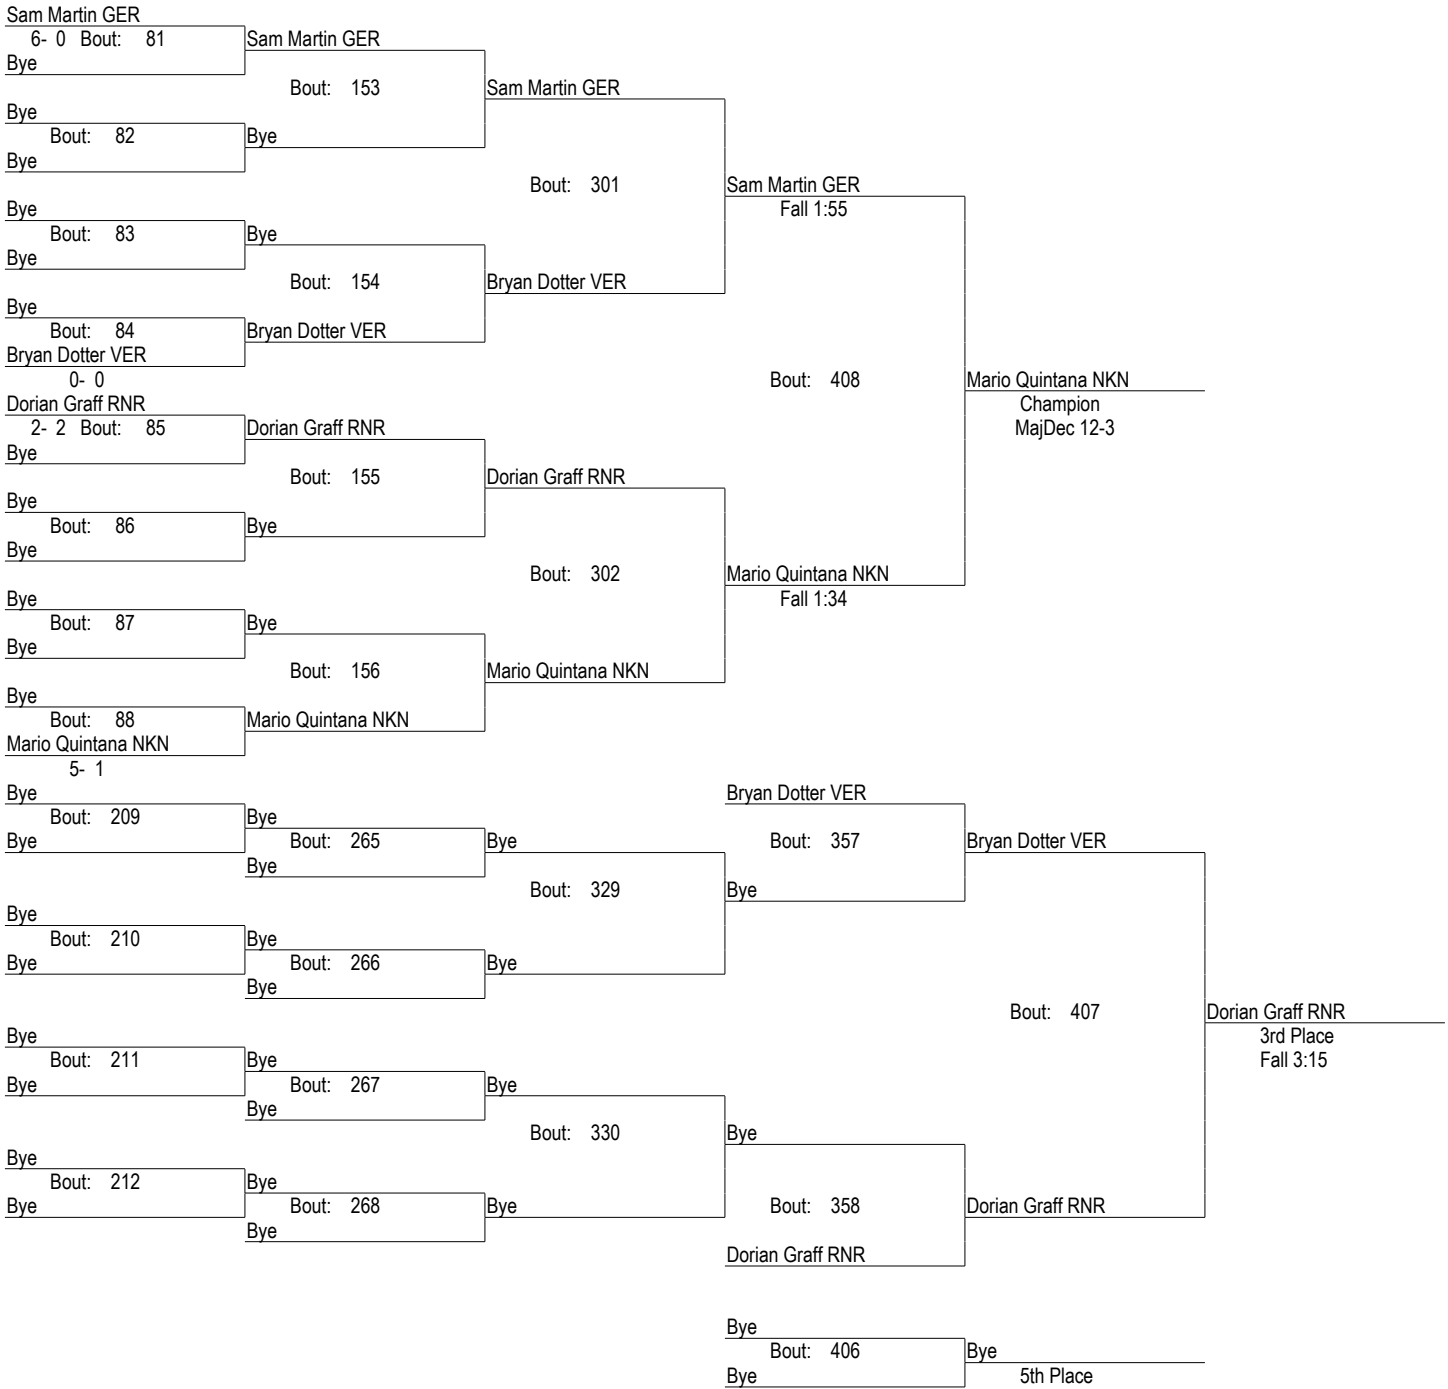 Sam Martin GER
6- 0 Bout: 81
Sam Martin GER
Bye
Bout: 153
Sam Martin GER
Bye
Bout: 82
Bye
Bye
Bout: 301
Sam Martin GER
Fall 1:55
Bye
Bout: 83
Bye
Bye
Bout: 154
Bryan Dotter VER
Bye
Bout: 84
Bryan Dotter VER
Bryan Dotter VER
0- 0
Bout: 408
Mario Quintana NKN
Champion
MajDec 12-3
Dorian Graff RNR
2- 2 Bout: 85
Dorian Graff RNR
Bye
Bout: 155
Dorian Graff RNR
Bye
Bout: 86
Bye
Bye
Bout: 302
Mario Quintana NKN
Fall 1:34
Bye
Bout: 87
Bye
Bye
Bout: 156
Mario Quintana NKN
Bye
Bout: 88
Mario Quintana NKN
Mario Quintana NKN
5- 1
Bye
Bryan Dotter VER
Bout: 209
Bye
Bye
Bout: 265
Bye
Bout: 357
Bryan Dotter VER
Bye
Bout: 329
Bye
Bye
Bout: 210
Bye
Bye
Bout: 266
Bye
Bye
Bout: 407
Dorian Graff RNR
3rd Place
Fall 3:15
Bye
Bout: 211
Bye
Bye
Bout: 267
Bye
Bye
Bout: 330
Bye
Bye
Bout: 212
Bye
Bye
Bout: 268
Bye
Bout: 358
Dorian Graff RNR
Bye
Dorian Graff RNR
Bye
Bout: 406
Bye
Bye
5th Place